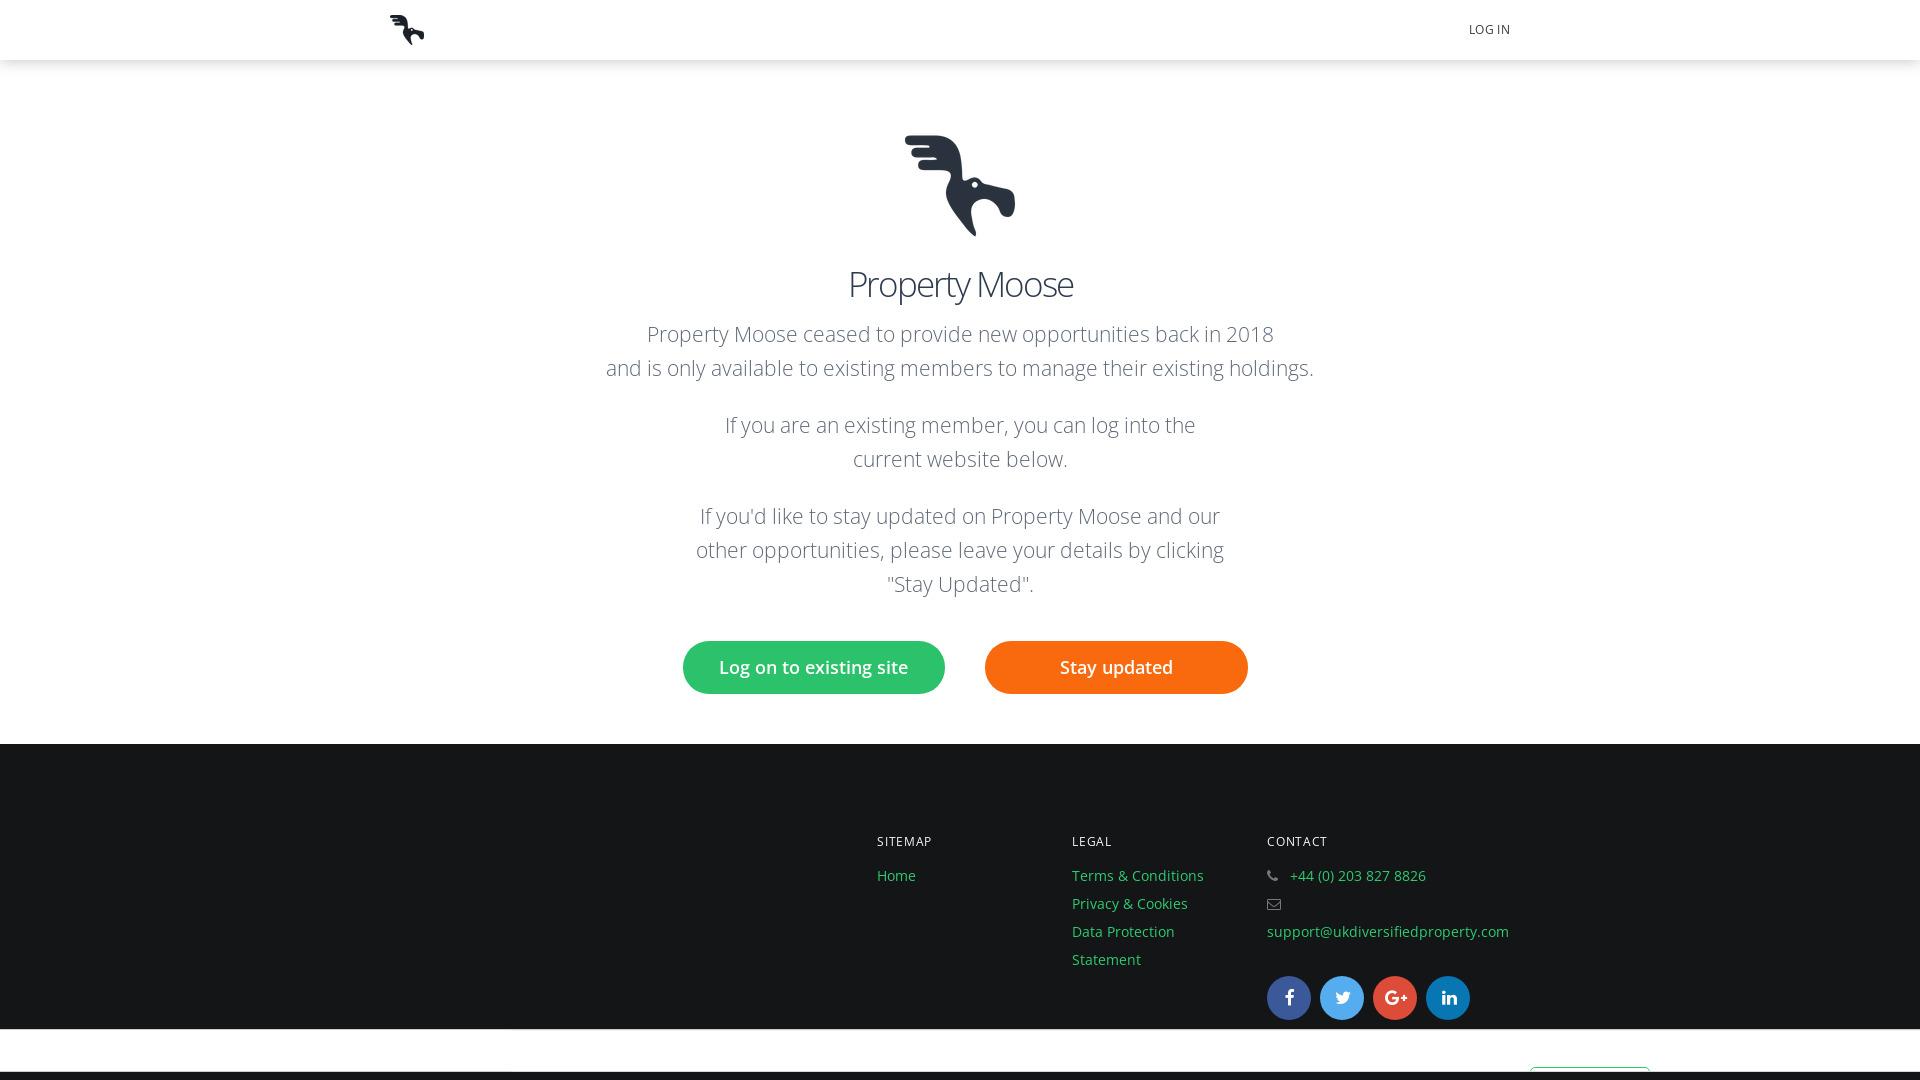 LOG IN
Property Moose
Property Moose ceased to provide new opportunities back in 2018
and is only available to existing members to manage their existing holdings.
If you are an existing member, you can log into the
current website below.
If you'd like to stay updated on Property Moose and our
other opportunities, please leave your details by clicking
"Stay Updated".
Log on to existing site
Stay updated
SITEMAP
Home
LEGAL
Terms & Conditions
Privacy & Cookies
Data Protection
Statement
CONTACT
+44 (0) 203 827 8826
support@ukdiversifiedproperty.com